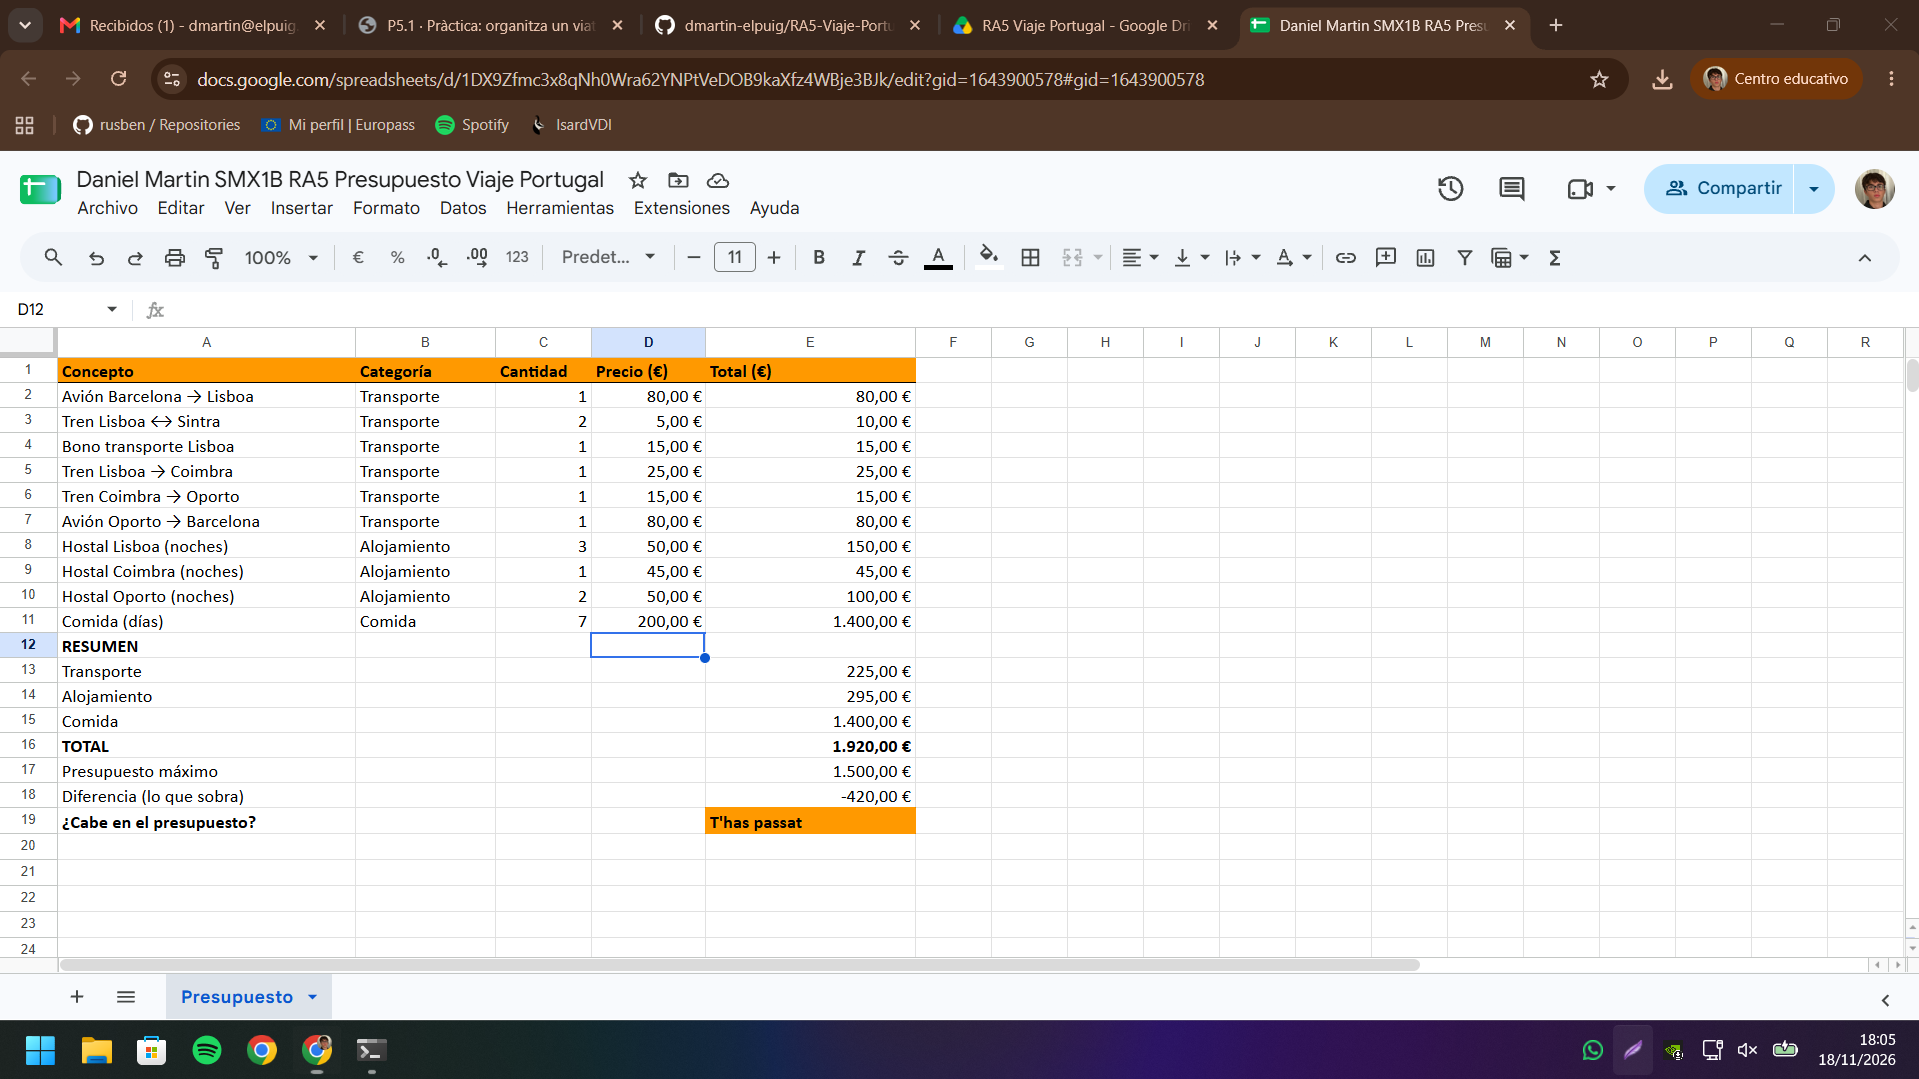 Recibidos (1) - dmartin@elpuig.
P5.1 · Pràctica: organitza un viat
dmartin-elpuig/RA5-Viaje-Portu
RA5 Viaje Portugal - Google Dri
Daniel Martin SMX1B RA5 Presu
docs.google.com/spreadsheets/d/1DX9Zfmc3x8qNh0Wra62YNPtVeDOB9kaXfz4WBje3BJk/edit?gid=1643900578#gid=1643900578
Centro educativo
rusben / Repositories
Mi perfil | Europass
Spotify
IsardVDI
Daniel Martin SMX1B RA5 Presupuesto Viaje Portugal
Archivo Editar Ver Insertar Formato Datos Herramientas Extensiones Ayuda
Compartir
100% € % .0 .00 123 Predet... 11 B I S A A Σ
D12 fx
A B C D E F G H I J K L M N O P Q R
1 Concepto Categoría Cantidad Precio (€) Total (€)
2 Avión Barcelona → Lisboa Transporte 1 80,00 € 80,00 €
3 Tren Lisboa ↔ Sintra Transporte 2 5,00 € 10,00 €
4 Bono transporte Lisboa Transporte 1 15,00 € 15,00 €
5 Tren Lisboa → Coimbra Transporte 1 25,00 € 25,00 €
6 Tren Coimbra → Oporto Transporte 1 15,00 € 15,00 €
7 Avión Oporto → Barcelona Transporte 1 80,00 € 80,00 €
8 Hostal Lisboa (noches) Alojamiento 3 50,00 € 150,00 €
9 Hostal Coimbra (noches) Alojamiento 1 45,00 € 45,00 €
10 Hostal Oporto (noches) Alojamiento 2 50,00 € 100,00 €
11 Comida (días) Comida 7 200,00 € 1.400,00 €
12 RESUMEN
13 Transporte 225,00 €
14 Alojamiento 295,00 €
15 Comida 1.400,00 €
16 TOTAL 1.920,00 €
17 Presupuesto máximo 1.500,00 €
18 Diferencia (lo que sobra) -420,00 €
19 ¿Cabe en el presupuesto? T'has passat
20
21
22
23
24
Presupuesto
18:05
18/11/2026